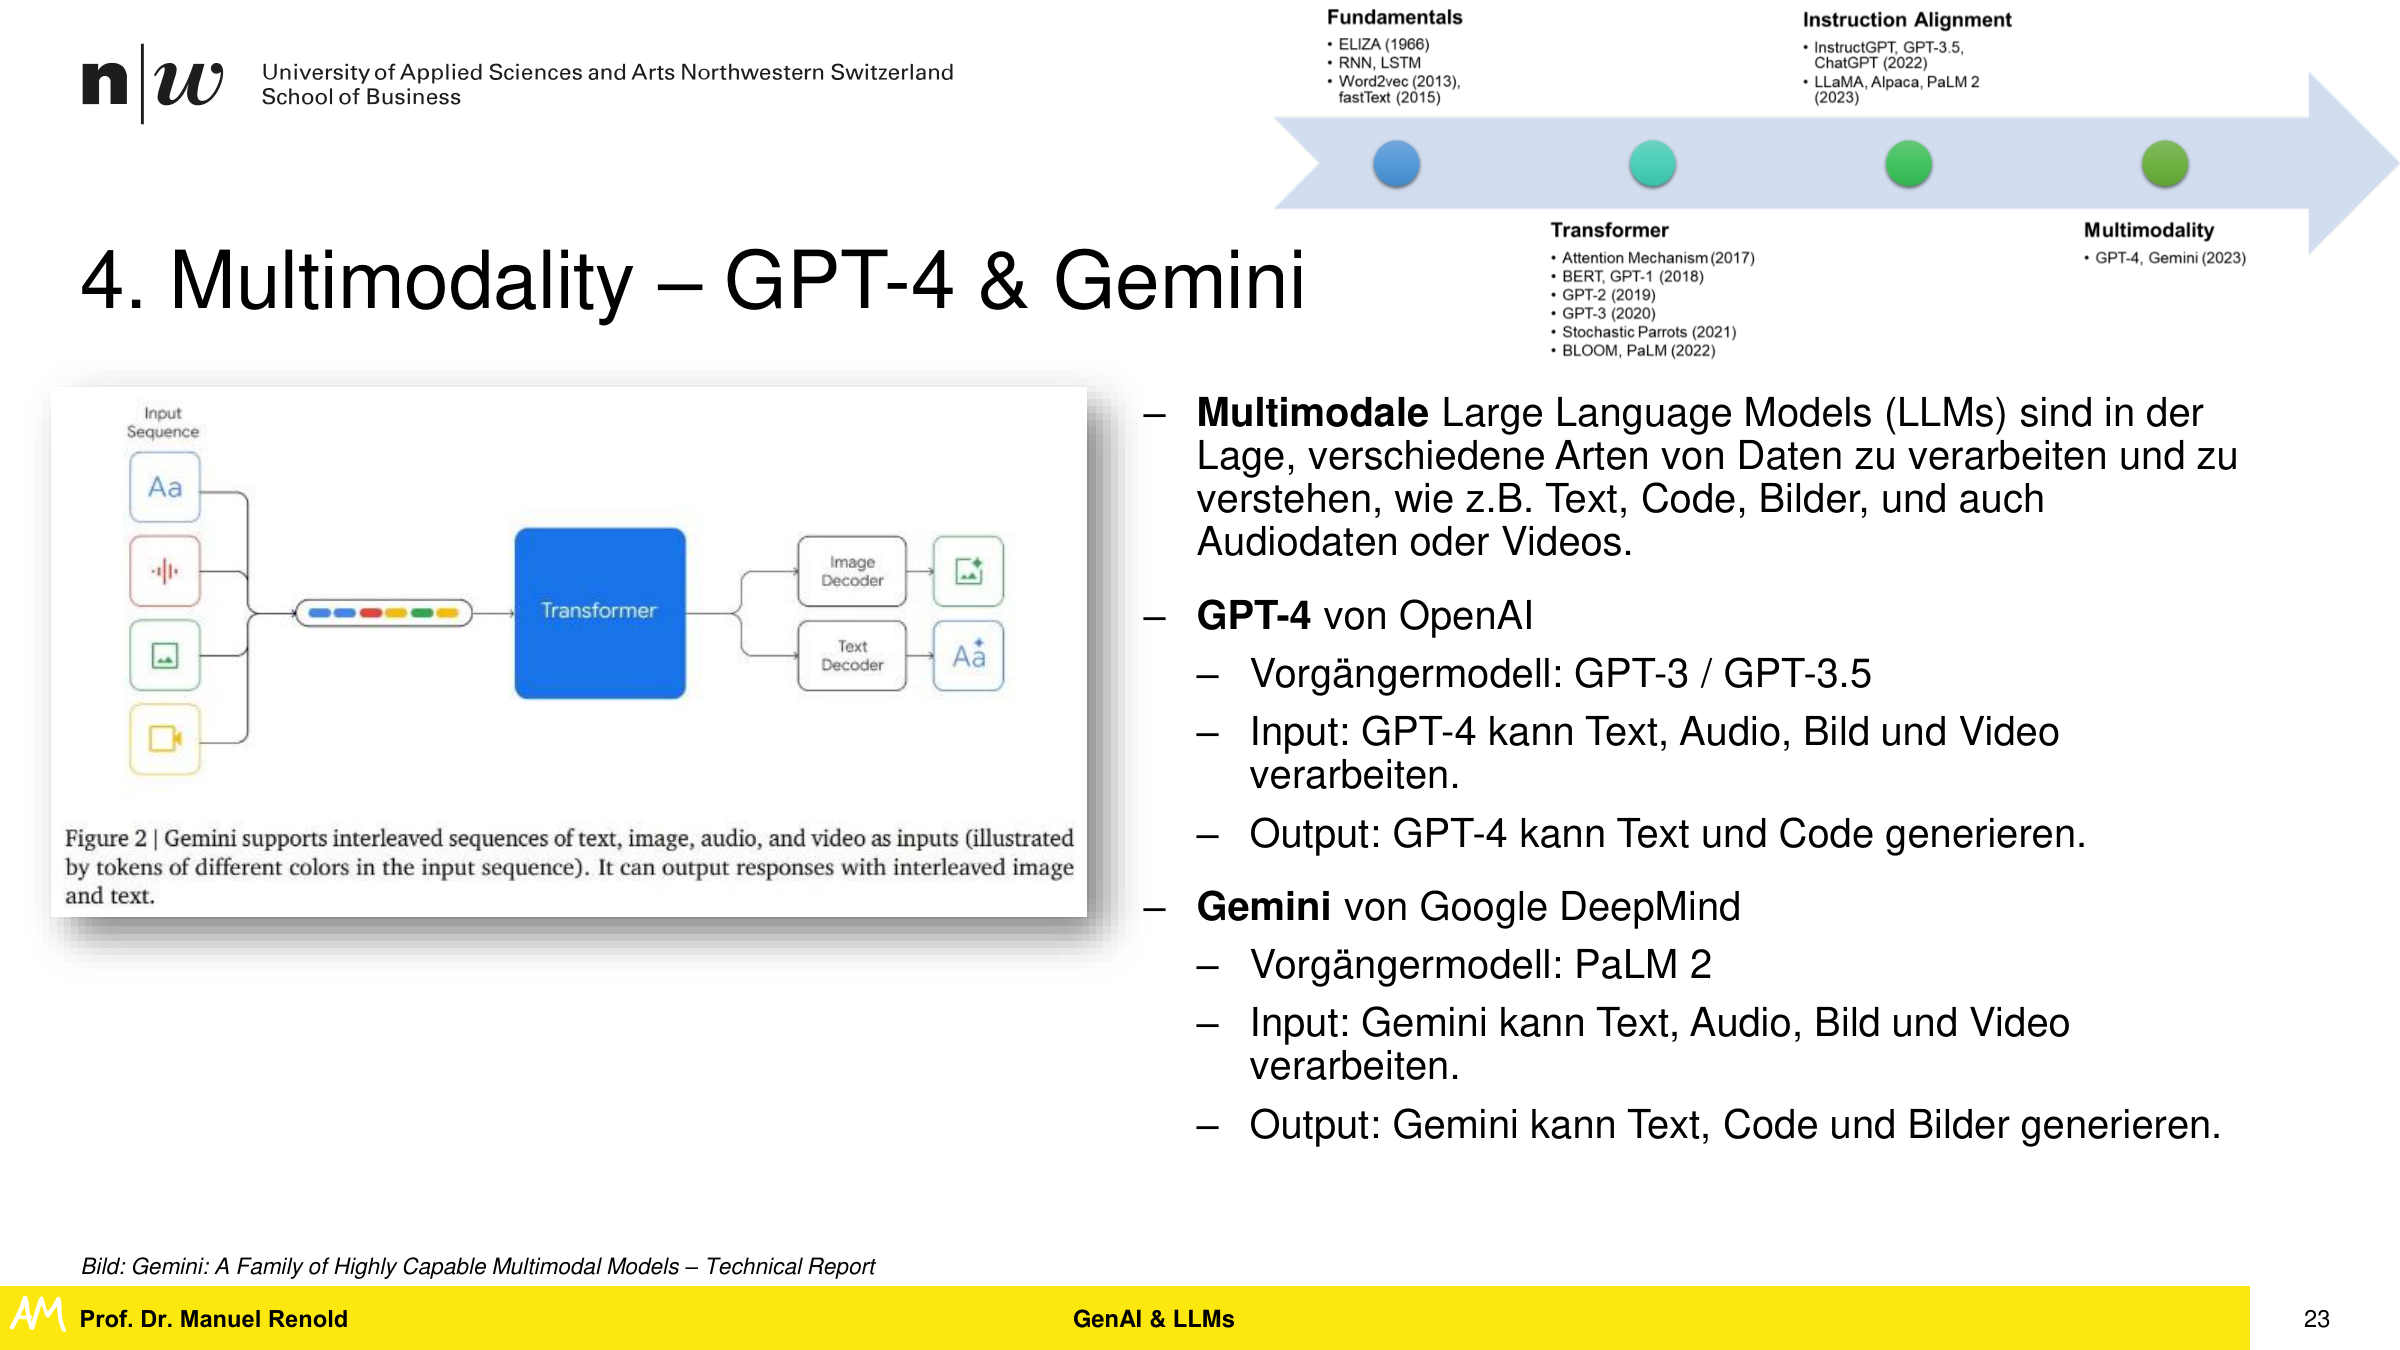 n|w University of Applied Sciences and Arts Northwestern Switzerland
School of Business
Fundamentals
• ELIZA (1966)
• RNN, LSTM
• Word2vec (2013),
fastText (2015)
Instruction Alignment
• InstructGPT, GPT-3.5,
ChatGPT (2022)
• LLaMA, Alpaca, PaLM 2
(2023)
Transformer
• Attention Mechanism (2017)
• BERT, GPT-1 (2018)
• GPT-2 (2019)
• GPT-3 (2020)
• Stochastic Parrots (2021)
• BLOOM, PaLM (2022)
Multimodality
• GPT-4, Gemini (2023)
4. Multimodality – GPT-4 & Gemini
Input
Sequence
Aa
Transformer
Image
Decoder
Text
Decoder
Aa
Figure 2 | Gemini supports interleaved sequences of text, image, audio, and video as inputs (illustrated
by tokens of different colors in the input sequence). It can output responses with interleaved image
and text.
– Multimodale Large Language Models (LLMs) sind in der
Lage, verschiedene Arten von Daten zu verarbeiten und zu
verstehen, wie z.B. Text, Code, Bilder, und auch
Audiodaten oder Videos.
– GPT-4 von OpenAI
– Vorgängermodell: GPT-3 / GPT-3.5
– Input: GPT-4 kann Text, Audio, Bild und Video
verarbeiten.
– Output: GPT-4 kann Text und Code generieren.
– Gemini von Google DeepMind
– Vorgängermodell: PaLM 2
– Input: Gemini kann Text, Audio, Bild und Video
verarbeiten.
– Output: Gemini kann Text, Code und Bilder generieren.
Bild: Gemini: A Family of Highly Capable Multimodal Models – Technical Report
AM Prof. Dr. Manuel Renold
GenAI & LLMs
23